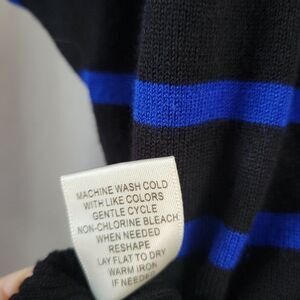 MACHINE WASH COLD
WITH LIKE COLORS
GENTLE CYCLE
NON-CHLORINE BLEACH
WHEN NEEDED
RESHAPE
LAY FLAT TO DRY
WARM IRON
IF NEEDED